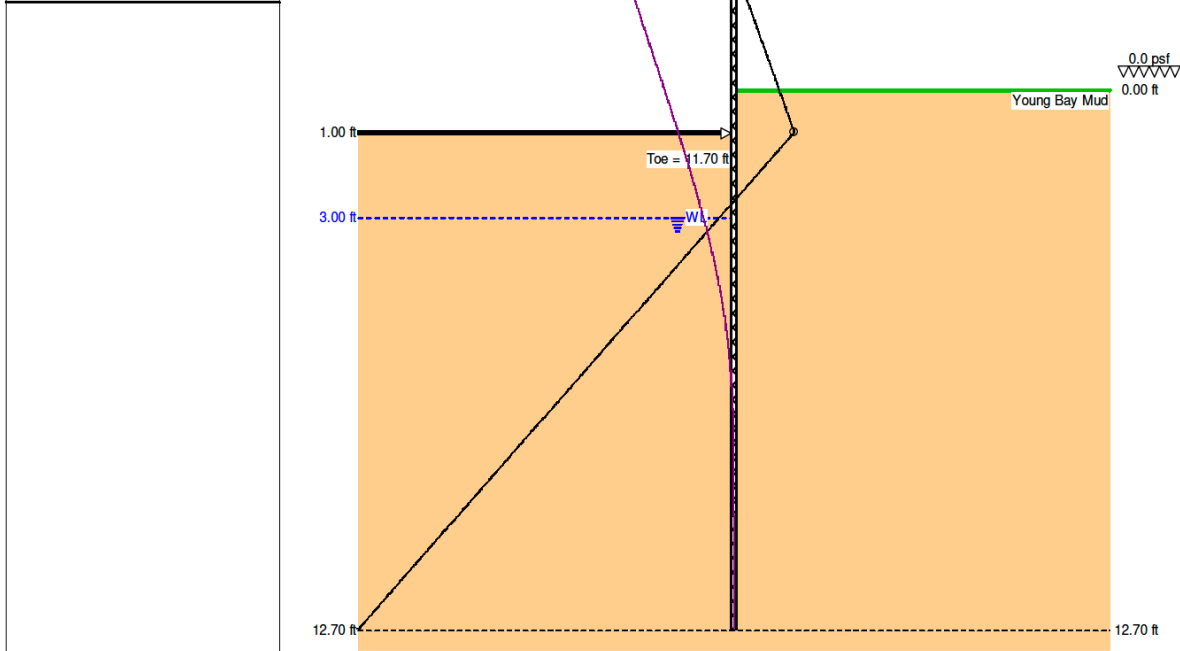 0.0 psf
0.00 ft
Young Bay Mud
1.00 ft
Toe = 11.70 ft
3.00 ft
WL
12.70 ft
12.70 ft